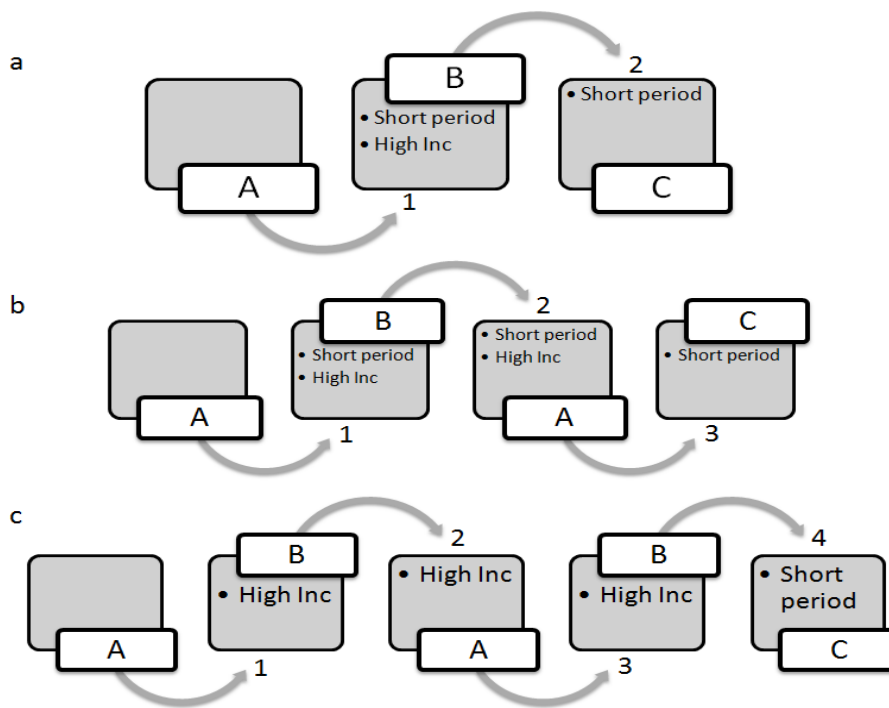 a
B
2
• Short period
• Short period
• High Inc
A
1
C
b
B
2
C
• Short period
• High Inc
• Short period
• High Inc
• Short period
A
1
A
3
c
B
2
B
4
• High Inc
• High Inc
• High Inc
• Short
period
A
1
A
3
C